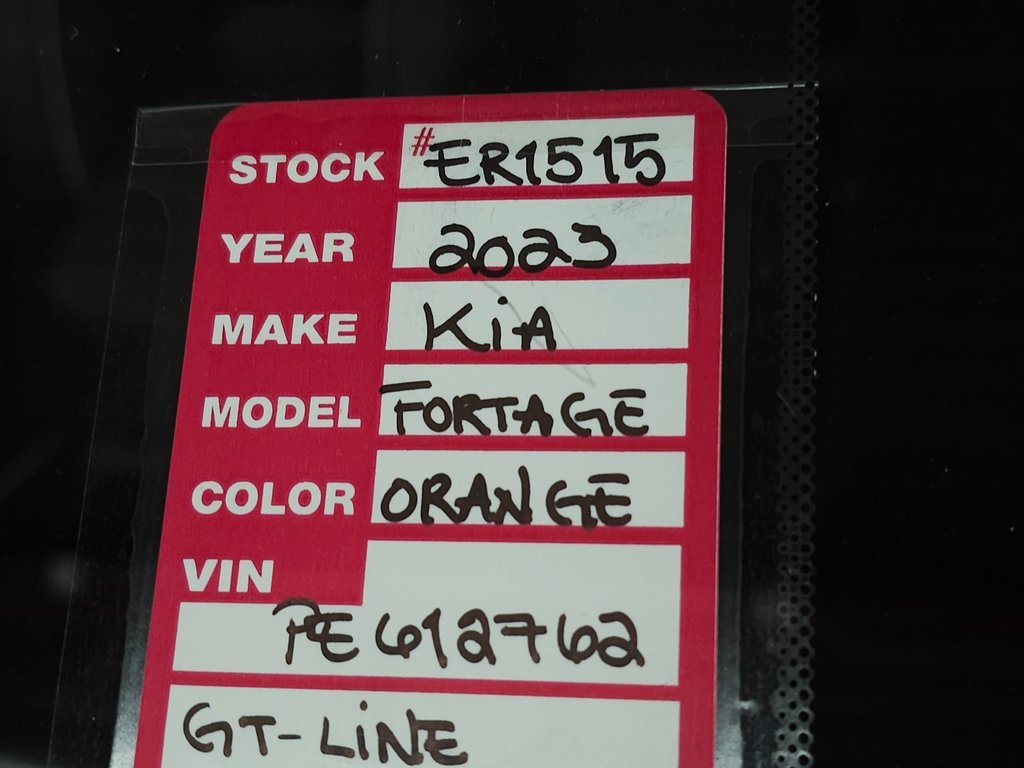 STOCK #ER1515
YEAR 2023
MAKE KiA
MODEL FORTAGE
COLOR ORANGE
VIN
PE612762
GT-LiNE